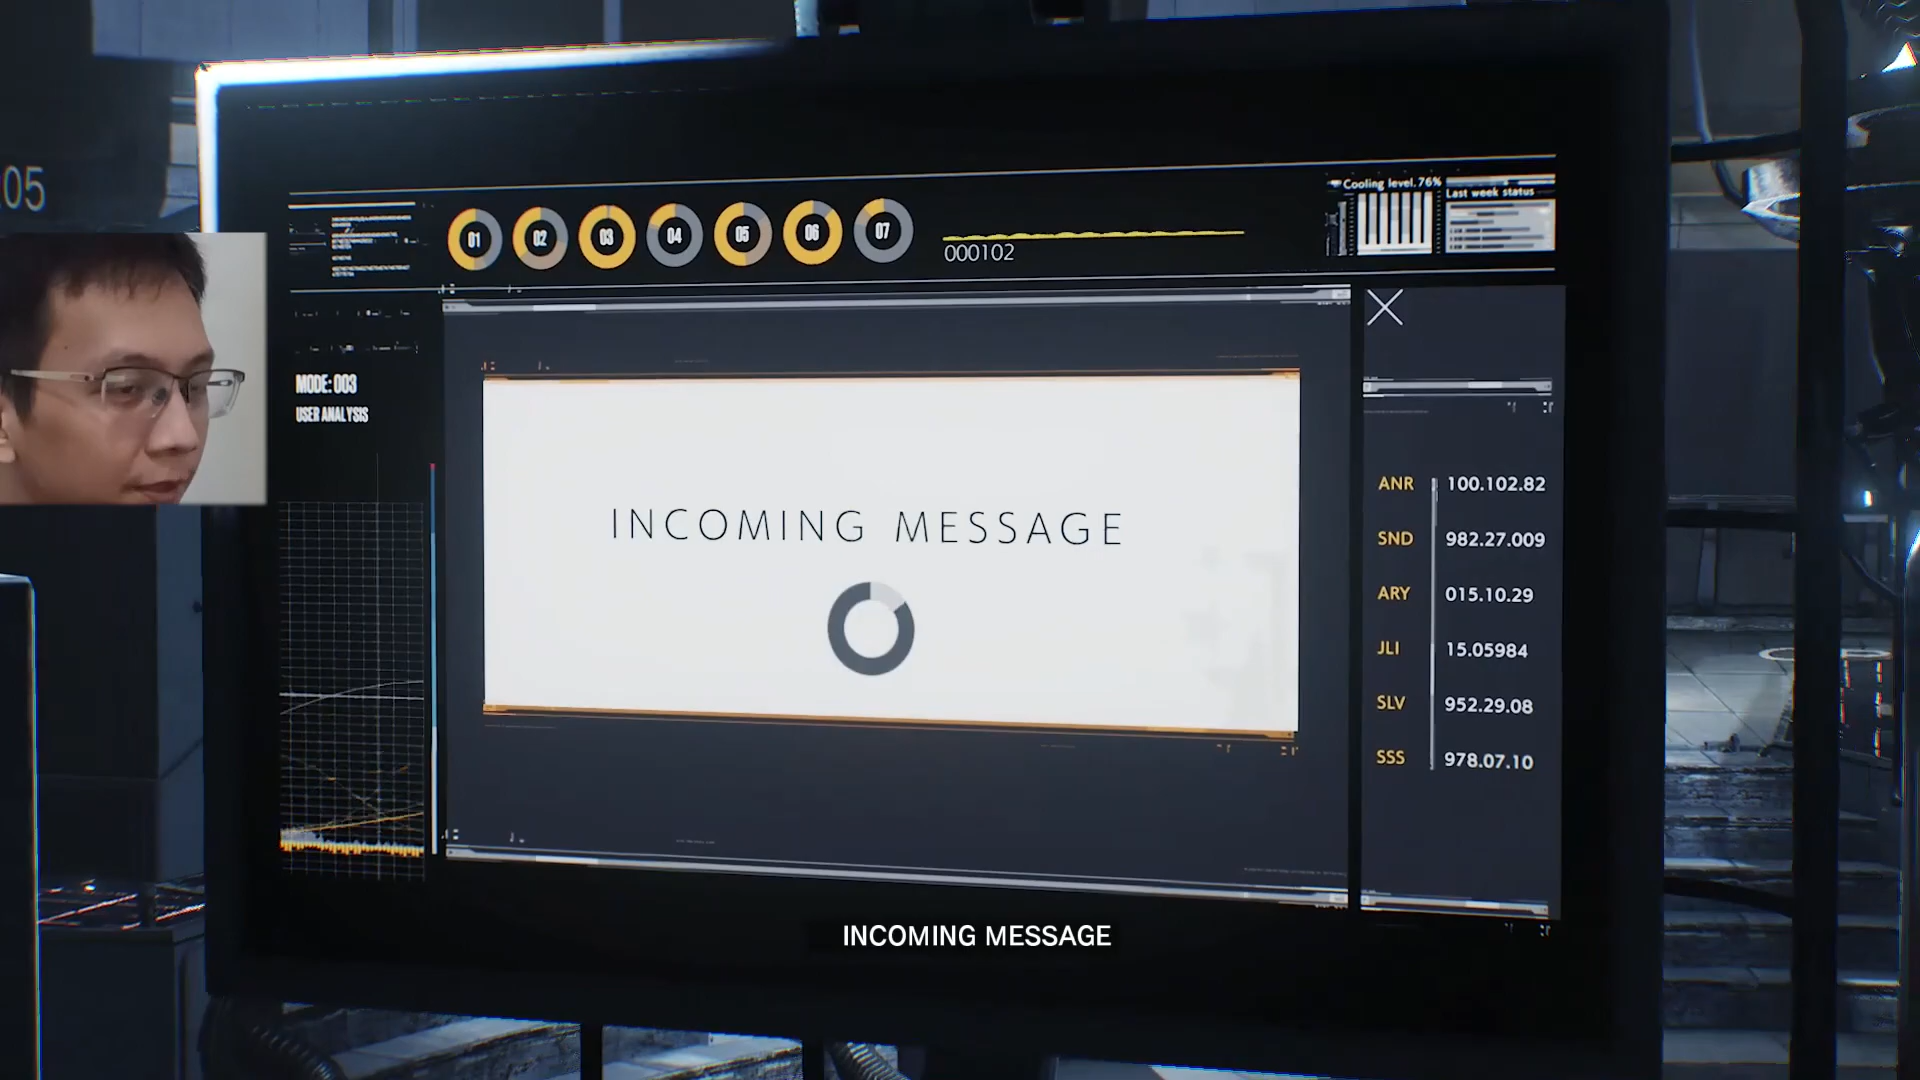 05
Cooling level. 76%
Last week status
01 02 03 04 05 06 07
000102
MODE: 003
USER ANALYSIS
INCOMING MESSAGE
ANR 100.102.82
SND 982.27.009
ARY 015.10.29
JLI 15.05984
SLV 952.29.08
SSS 978.07.10
INCOMING MESSAGE